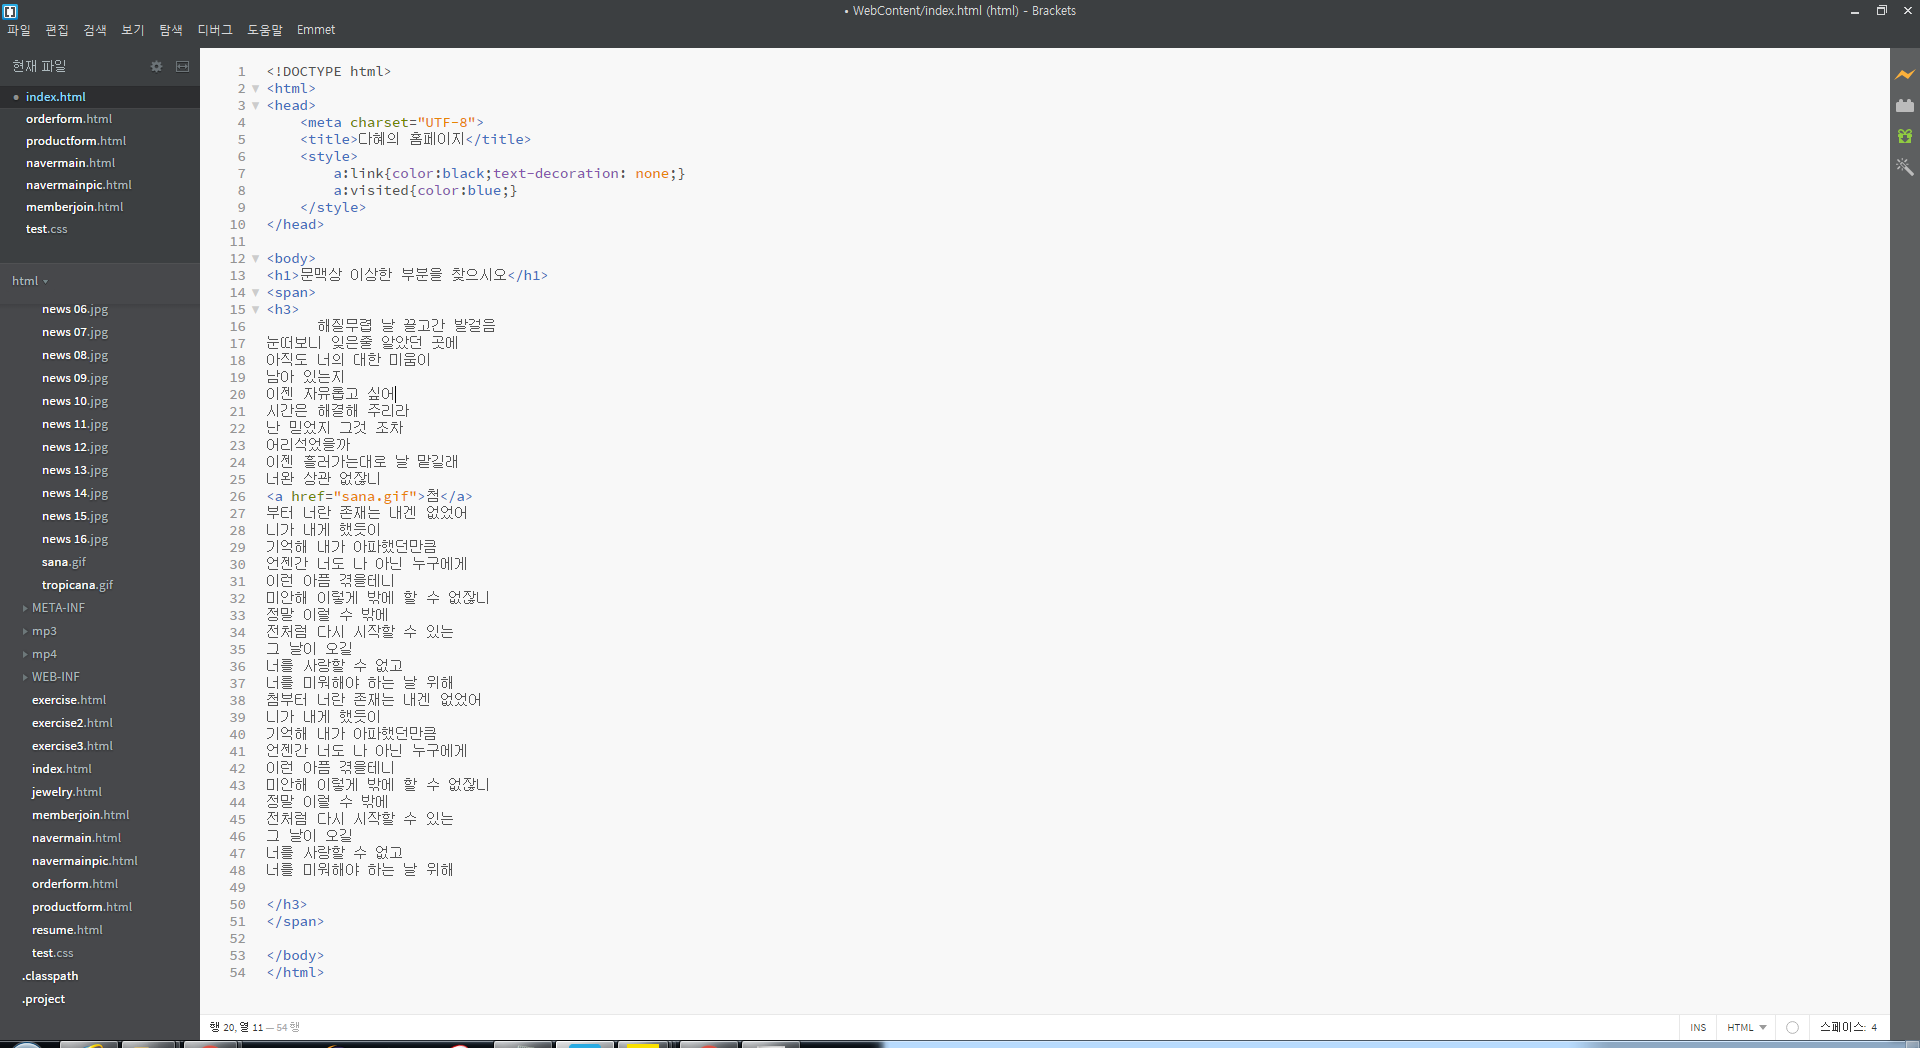 • WebContent/index.html (html) - Brackets
파일 편집 검색 보기 탐색 디버그 도움말 Emmet
현재 파일
index.html
orderform.html
productform.html
navermain.html
navermainpic.html
memberjoin.html
test.css
html
news 06.jpg
news 07.jpg
news 08.jpg
news 09.jpg
news 10.jpg
news 11.jpg
news 12.jpg
news 13.jpg
news 14.jpg
news 15.jpg
news 16.jpg
sana.gif
tropicana.gif
META-INF
mp3
mp4
WEB-INF
exercise.html
exercise2.html
exercise3.html
index.html
jewelry.html
memberjoin.html
navermain.html
navermainpic.html
orderform.html
productform.html
resume.html
test.css
.classpath
.project
1 <!DOCTYPE html>
2 <html>
3 <head>
4 <meta charset="UTF-8">
5 <title>다혜의 홈페이지</title>
6 <style>
7 a:link{color:black;text-decoration: none;}
8 a:visited{color:blue;}
9 </style>
10 </head>
11
12 <body>
13 <h1>문맥상 이상한 부분을 찾으시오</h1>
14 <span>
15 <h3>
16 해질무렵 날 끌고간 발걸음
17 눈떠보니 잊은줄 알았던 곳에
18 아직도 너의 대한 미움이
19 남아 있는지
20 이젠 자유롭고 싶어
21 시간은 해결해 주리라
22 난 믿었지 그것 조차
23 어리석었을까
24 이젠 흘러가는대로 날 맡길래
25 너완 상관 없잖니
26 <a href="sana.gif">첨</a>
27 부터 너란 존재는 내겐 없었어
28 니가 내게 했듯이
29 기억해 내가 아파했던만큼
30 언젠간 너도 나 아닌 누구에게
31 이런 아픔 겪을테니
32 미안해 이렇게 밖에 할 수 없잖니
33 정말 이럴 수 밖에
34 전처럼 다시 시작할 수 있는
35 그 날이 오길
36 너를 사랑할 수 없고
37 너를 미워해야 하는 날 위해
38 첨부터 너란 존재는 내겐 없었어
39 니가 내게 했듯이
40 기억해 내가 아파했던만큼
41 언젠간 너도 나 아닌 누구에게
42 이런 아픔 겪을테니
43 미안해 이렇게 밖에 할 수 없잖니
44 정말 이럴 수 밖에
45 전처럼 다시 시작할 수 있는
46 그 날이 오길
47 너를 사랑할 수 없고
48 너를 미워해야 하는 날 위해
49
50 </h3>
51 </span>
52
53 </body>
54 </html>
행 20, 열 11 — 54 행
INS HTML 스페이스: 4